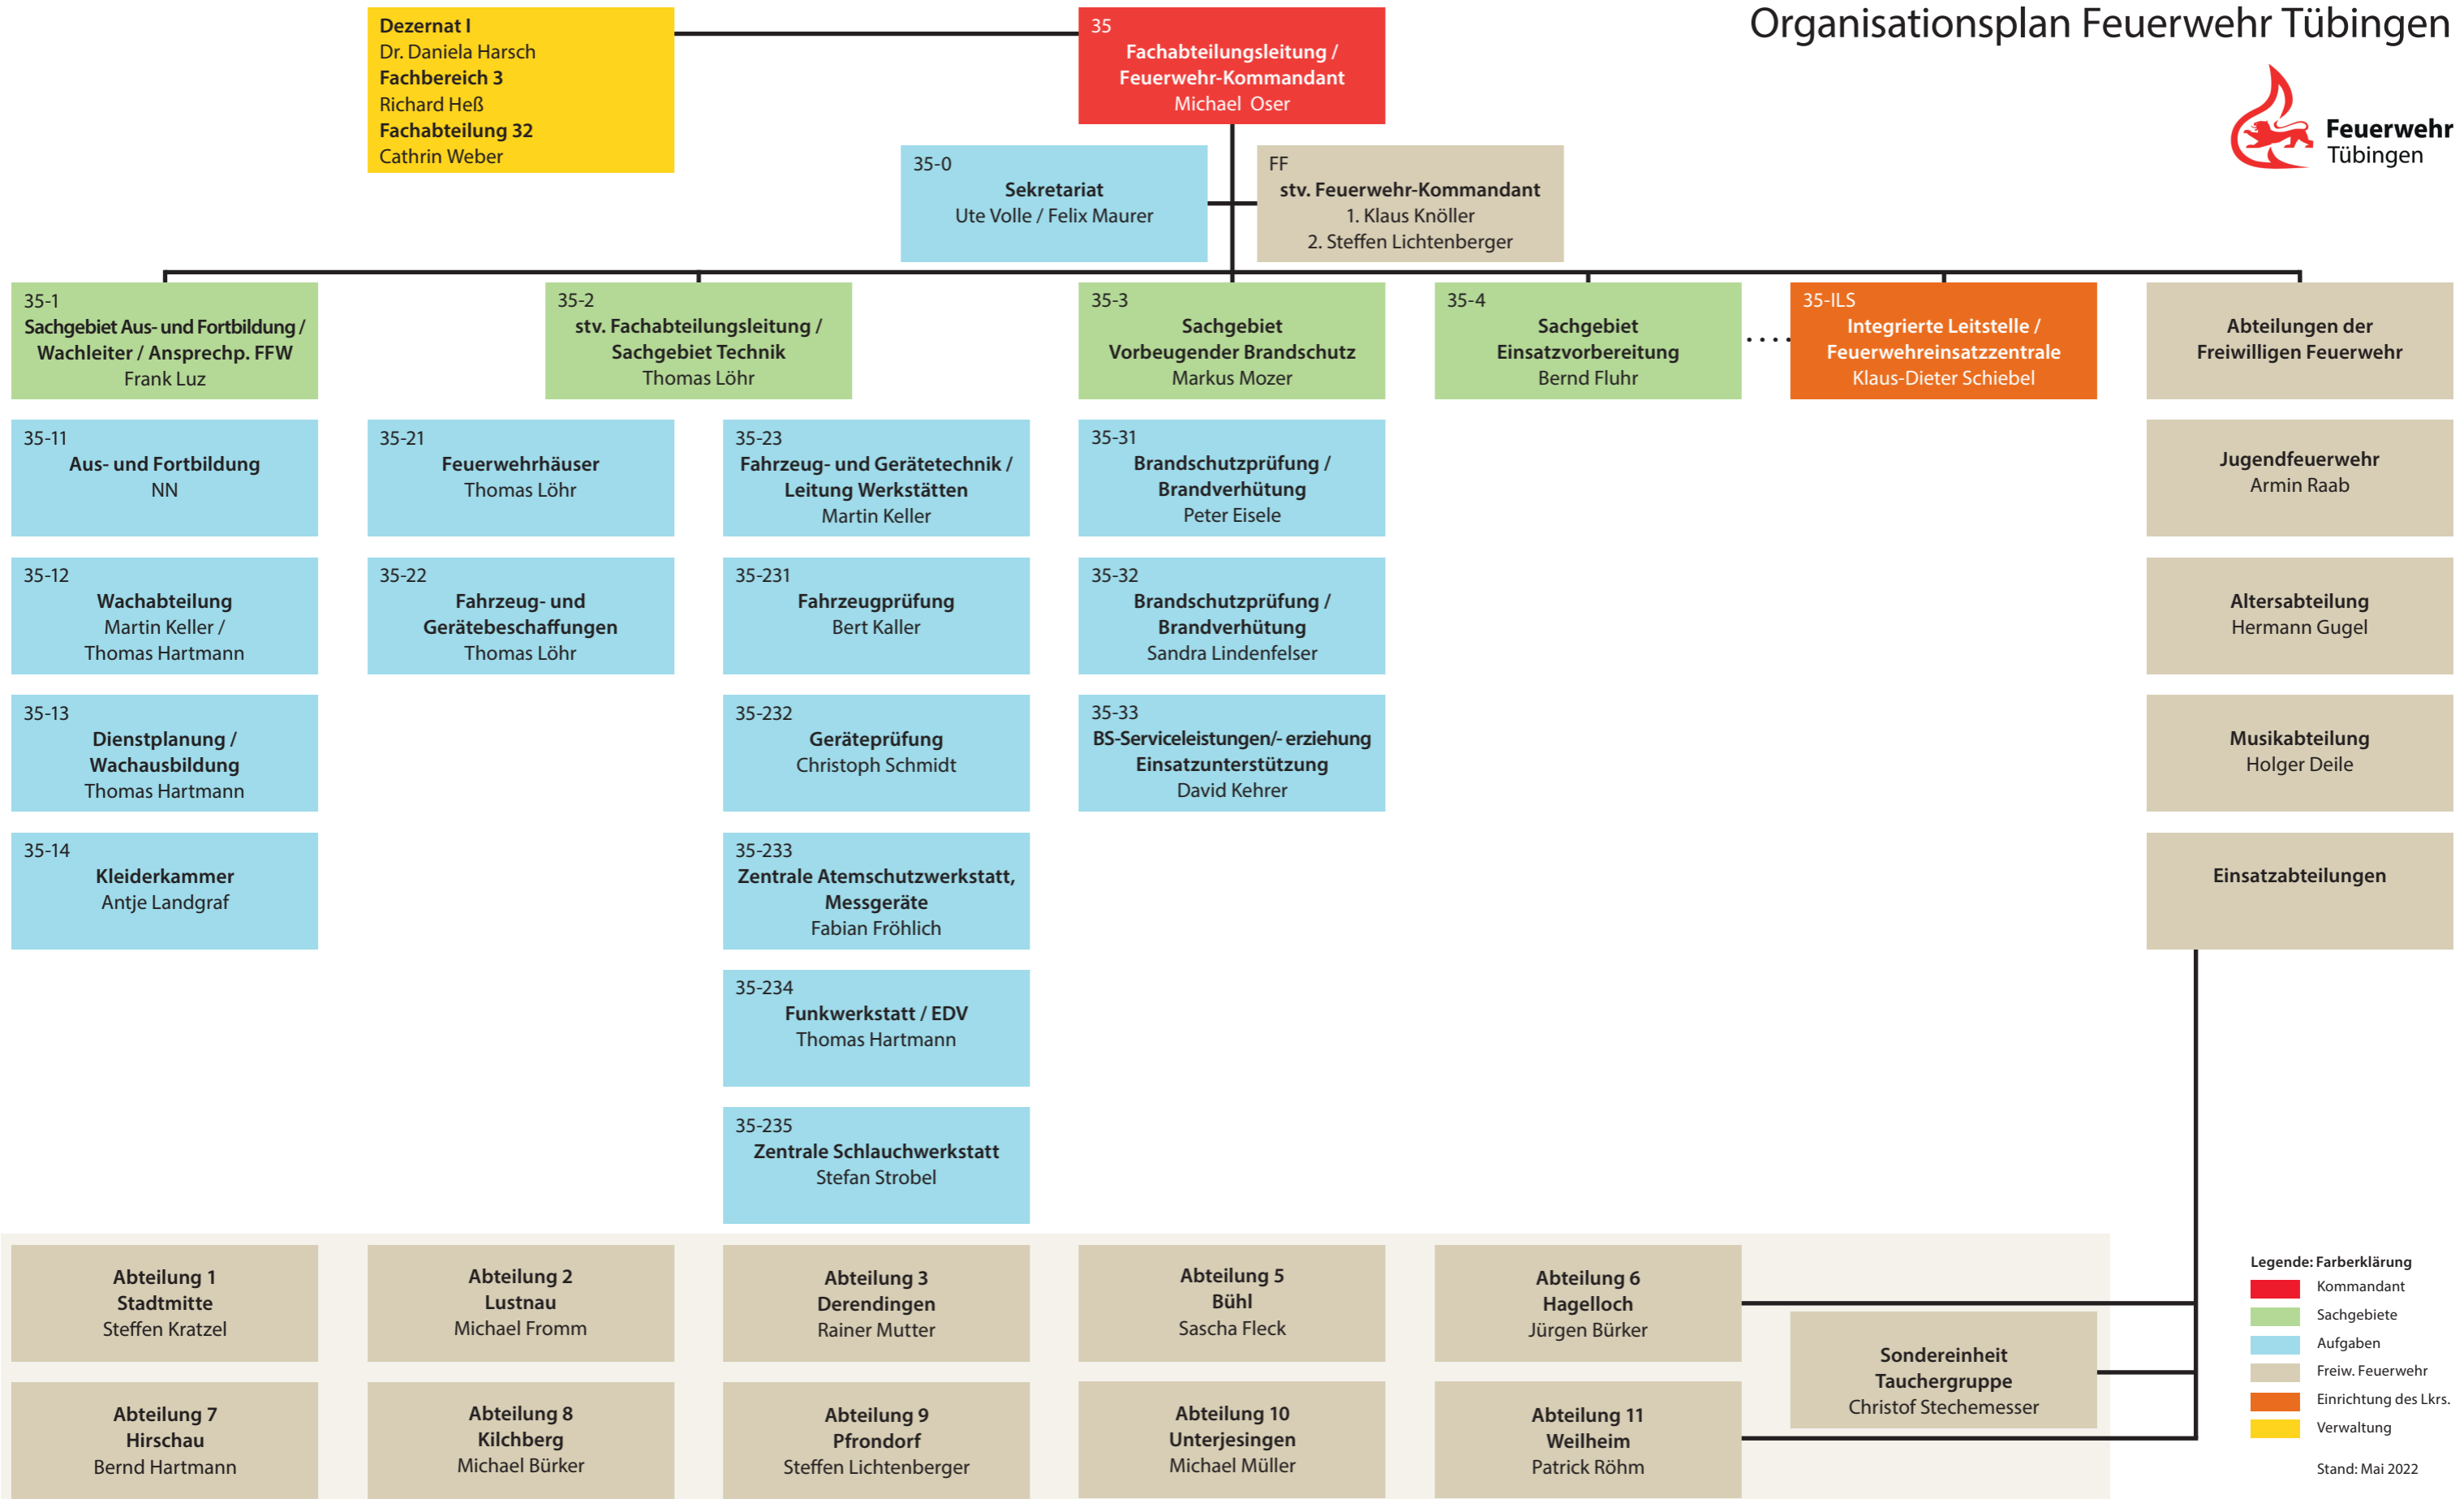 Organisationsplan Feuerwehr Tübingen
Feuerwehr
Tübingen
Dezernat I
Dr. Daniela Harsch
Fachbereich 3
Richard Heß
Fachabteilung 32
Cathrin Weber
35
Fachabteilungsleitung /
Feuerwehr-Kommandant
Michael Oser
35-0
Sekretariat
Ute Volle / Felix Maurer
FF
stv. Feuerwehr-Kommandant
1. Klaus Knöller
2. Steffen Lichtenberger
35-1
Sachgebiet Aus- und Fortbildung /
Wachleiter / Ansprechp. FFW
Frank Luz
35-2
stv. Fachabteilungsleitung /
Sachgebiet Technik
Thomas Löhr
35-3
Sachgebiet
Vorbeugender Brandschutz
Markus Mozer
35-4
Sachgebiet
Einsatzvorbereitung
Bernd Fluhr
35-ILS
Integrierte Leitstelle /
Feuerwehreinsatzzentrale
Klaus-Dieter Schiebel
Abteilungen der
Freiwilligen Feuerwehr
35-11
Aus- und Fortbildung
NN
35-21
Feuerwehrhäuser
Thomas Löhr
35-23
Fahrzeug- und Gerätetechnik /
Leitung Werkstätten
Martin Keller
35-31
Brandschutzprüfung /
Brandverhütung
Peter Eisele
Jugendfeuerwehr
Armin Raab
35-12
Wachabteilung
Martin Keller /
Thomas Hartmann
35-22
Fahrzeug- und
Gerätebeschaffungen
Thomas Löhr
35-231
Fahrzeugprüfung
Bert Kaller
35-32
Brandschutzprüfung /
Brandverhütung
Sandra Lindenfelser
Altersabteilung
Hermann Gugel
35-13
Dienstplanung /
Wachausbildung
Thomas Hartmann
35-232
Geräteprüfung
Christoph Schmidt
35-33
BS-Serviceleistungen/- erziehung
Einsatzunterstützung
David Kehrer
Musikabteilung
Holger Deile
35-14
Kleiderkammer
Antje Landgraf
35-233
Zentrale Atemschutzwerkstatt,
Messgeräte
Fabian Fröhlich
Einsatzabteilungen
35-234
Funkwerkstatt / EDV
Thomas Hartmann
35-235
Zentrale Schlauchwerkstatt
Stefan Strobel
Abteilung 1
Stadtmitte
Steffen Kratzel
Abteilung 2
Lustnau
Michael Fromm
Abteilung 3
Derendingen
Rainer Mutter
Abteilung 5
Bühl
Sascha Fleck
Abteilung 6
Hagelloch
Jürgen Bürker
Sondereinheit
Tauchergruppe
Christof Stechemesser
Abteilung 7
Hirschau
Bernd Hartmann
Abteilung 8
Kilchberg
Michael Bürker
Abteilung 9
Pfrondorf
Steffen Lichtenberger
Abteilung 10
Unterjesingen
Michael Müller
Abteilung 11
Weilheim
Patrick Röhm
Legende: Farberklärung
Kommandant
Sachgebiete
Aufgaben
Freiw. Feuerwehr
Einrichtung des Lkrs.
Verwaltung
Stand: Mai 2022